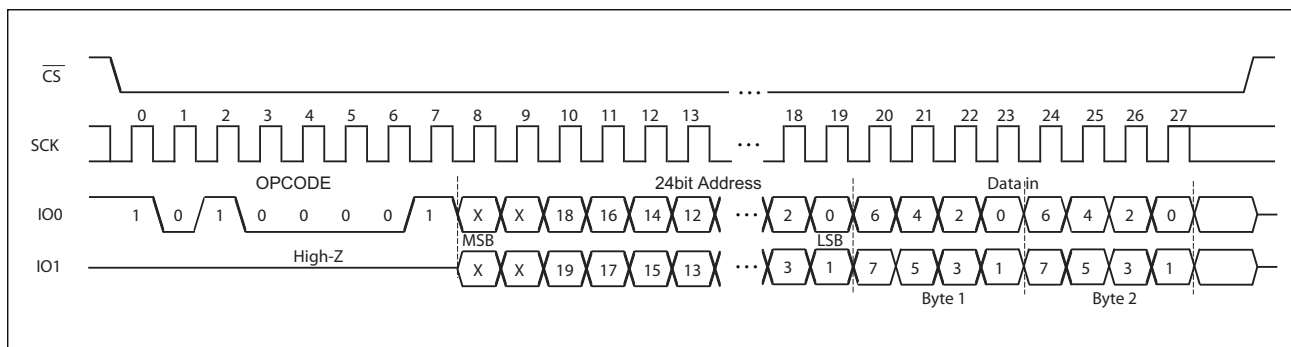 CS
...
0 1 2 3 4 5 6 7 8 9 10 11 12 13 18 19 20 21 22 23 24 25 26 27
SCK ...
OPCODE 24bit Address Data in
IO0 1 0 1 0 0 0 0 1 X X 18 16 14 12 ... 2 0 6 4 2 0 6 4 2 0
MSB LSB
IO1 High-Z X X 19 17 15 13 ... 3 1 7 5 3 1 7 5 3 1
Byte 1 Byte 2